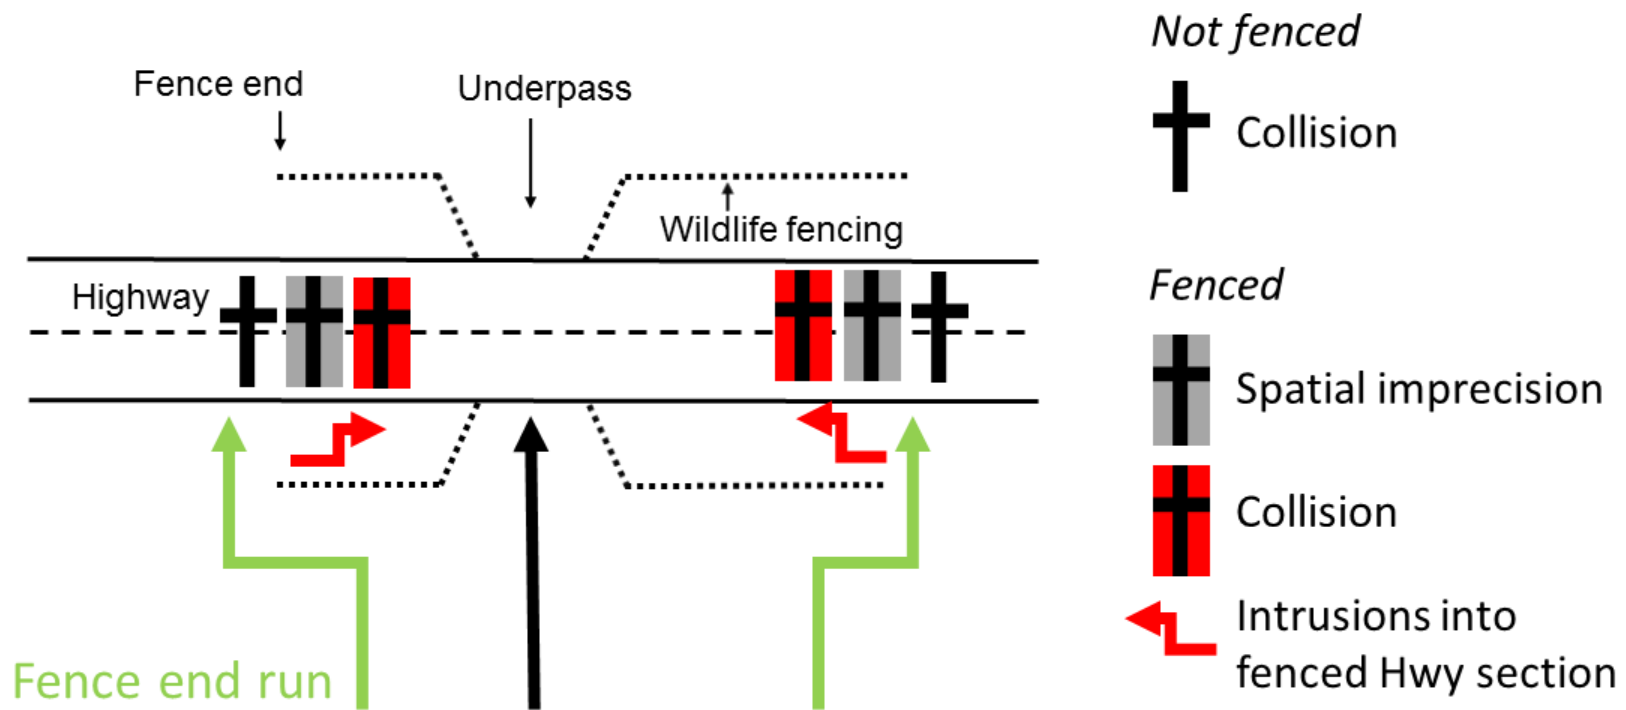 Fence end
Underpass
Wildlife fencing
Highway
Fence end run
Not fenced
Collision
Fenced
Spatial imprecision
Collision
Intrusions into
fenced Hwy section